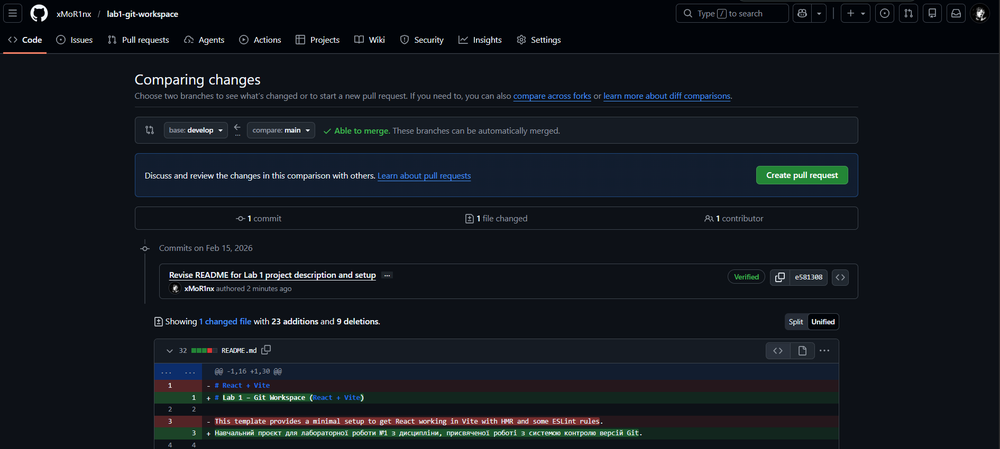 xMoR1nx / lab1-git-workspace
Type / to search
Code Issues Pull requests Agents Actions Projects Wiki Security Insights Settings
Comparing changes
Choose two branches to see what's changed or to start a new pull request. If you need to, you can also compare across forks or learn more about diff comparisons.
base: develop ... compare: main Able to merge. These branches can be automatically merged.
Discuss and review the changes in this comparison with others. Learn about pull requests
Create pull request
1 commit 1 file changed 1 contributor
Commits on Feb 15, 2026
Revise README for Lab 1 project description and setup ...
xMoR1nx authored 2 minutes ago
Verified e581308
Showing 1 changed file with 23 additions and 9 deletions.
Split Unified
32 README.md
... ... @@ -1,16 +1,30 @@
1 - # React + Vite
1 + # Lab 1 – Git Workspace (React + Vite)
2 2
3 - This template provides a minimal setup to get React working in Vite with HMR and some ESLint rules.
3 + Навчальний проєкт для лабораторної роботи №1 з дисципліни, присвяченої роботі з системою контролю версій Git.
4 4